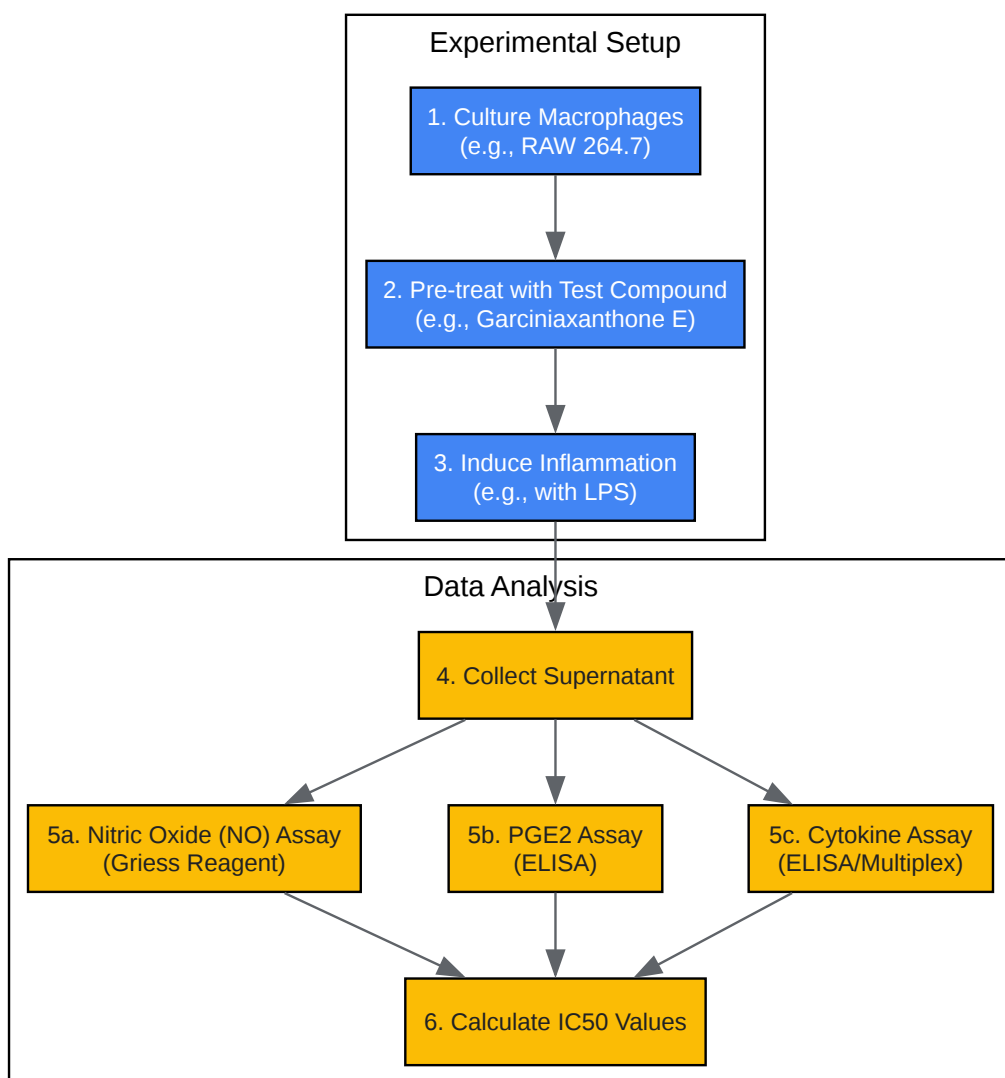 Experimental Setup
1. Culture Macrophages
(e.g., RAW 264.7)
2. Pre-treat with Test Compound
(e.g., Garciniaxanthone E)
3. Induce Inflammation
(e.g., with LPS)
Data Analysis
4. Collect Supernatant
5a. Nitric Oxide (NO) Assay
(Griess Reagent)
5b. PGE2 Assay
(ELISA)
5c. Cytokine Assay
(ELISA/Multiplex)
6. Calculate IC50 Values